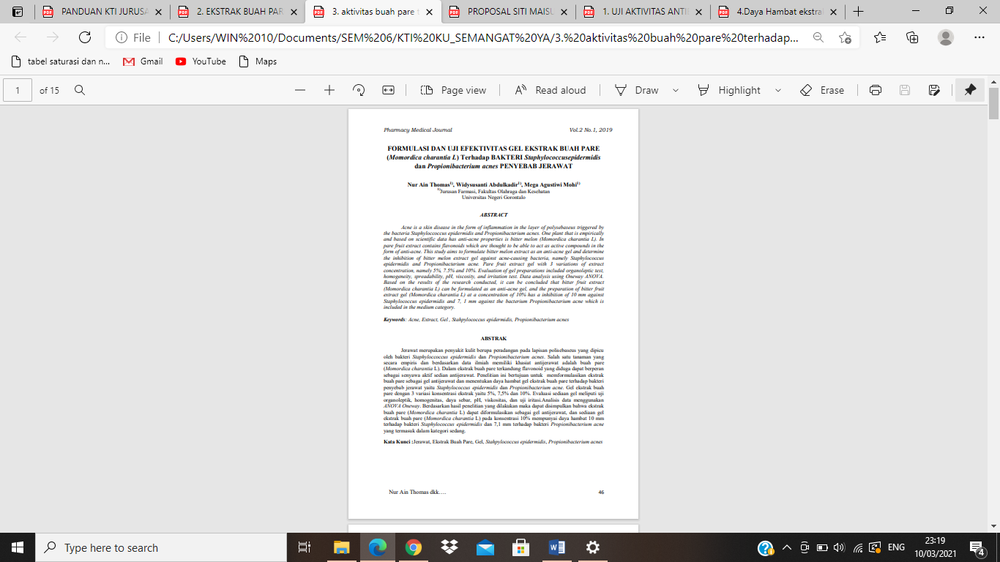 PANDUAN KTI JURUSA
2. EKSTRAK BUAH PAR
3. aktivitas buah pare t
PROPOSAL SITI MAISU
1. UJI AKTIVITAS ANTI
4.Daya Hambat ekstra
File
C:/Users/WIN%2010/Documents/SEM%206/KTI%20KU_SEMANGAT%20YA/3.%20aktivitas%20buah%20pare%20terhadap...
tabel saturasi dan n...
Gmail
YouTube
Maps
1 of 15
Page view
Read aloud
Draw
Highlight
Erase
Pharmacy Medical Journal Vol.2 No.1, 2019
FORMULASI DAN UJI EFEKTIVITAS GEL EKSTRAK BUAH PARE
(Momordica charantia L) Terhadap BAKTERI Staphylococcusepidermidis
dan Propionibacterium acnes PENYEBAB JERAWAT
Nur Ain Thomas1), Widysusanti Abdulkadir1), Mega Agustiwi Mohi1)
1)Jurusan Farmasi, Fakultas Olahraga dan Kesehatan
Universitas Negeri Gorontalo
ABSTRACT
Acne is a skin disease in the form of inflammation in the layer of polysebaseus triggered by
the bacteria Staphyloccoccus epidermidis and Propionibacterium acnes. One plant that is empirically
and based on scientific data has anti-acne properties is bitter melon (Momordica charantia L). In
pare fruit extract contains flavonoids which are thought to be able to act as active compounds in the
form of anti-acne. This study aims to formulate bitter melon extract as an anti-acne gel and determine
the inhibition of bitter melon extract gel against acne-causing bacteria, namely Staphylococcus
epidermidis and Propionibacterium acne. Pare fruit extract gel with 3 variations of extract
concentration, namely 5%, 7.5% and 10%. Evaluation of gel preparations included organoleptic test,
homogeneity, spreadability, pH, viscosity, and irritation test. Data analysis using Oneway ANOVA.
Based on the results of the research conducted, it can be concluded that bitter fruit extract
(Momordica charantia L) can be formulated as an anti-acne gel, and the preparation of bitter fruit
extract gel (Momordica charantia L) at a concentration of 10% has a inhibition of 10 mm against
Staphylococcus epidermidis and 7, 1 mm against the bacterium Propionibacterium acne which is
included in the medium category.
Keywords: Acne, Extract, Gel , Stahpylococcus epidermidis, Propionibacterium acnes
ABSTRAK
Jerawat merupakan penyakit kulit berupa peradangan pada lapisan polisebaseus yang dipicu
oleh bakteri Staphyloccoccus epidermidis dan Propionibacterium acnes. Salah satu tanaman yang
secara empiris dan berdasarkan data ilmiah memiliki khasiat antijerawat adalah buah pare
(Momordica charantia L). Dalam ekstrak buah pare terkandung flavonoid yang diduga dapat berperan
sebagai senyawa aktif sedian antijerawat. Penelitian ini bertujuan untuk memsformulasikan ekstrak
buah pare sebagai gel antijerawat dan menentukan daya hambat gel ekstrak buah pare terhadap bakteri
penyebab jerawat yaitu Staphylococcus epidermidis dan Propionibacterium acne. Gel ekstrak buah
pare dengan 3 variasi konsentrasi ekstrak yaitu 5%, 7,5% dan 10%. Evaluasi sediaan gel meliputi uji
organoleptik, homogenitas, daya sebar, pH, viskositas, dan uji iritasi.Analisis data menggunakan
ANOVA Oneway. Berdasarkan hasil penelitian yang dilakukan maka dapat disimpulkan bahwa ekstrak
buah pare (Momordica charantia L) dapat diformulasikan sebagai gel antijerawat, dan sediaan gel
ekstrak buah pare (Momordica charantia L) pada konsentrasi 10% mempunyai daya hambat 10 mm
terhadap bakteri Staphylococcus epidermidis dan 7,1 mm terhadap bakteri Propionibacterium acne
yang termasuk dalam kategori sedang.
Kata Kunci :Jerawat, Ekstrak Buah Pare, Gel, Stahpylococcus epidermidis, Propionibacterium acnes
Nur Ain Thomas dkk…. 46
Type here to search
ENG
23:19
10/03/2021
4